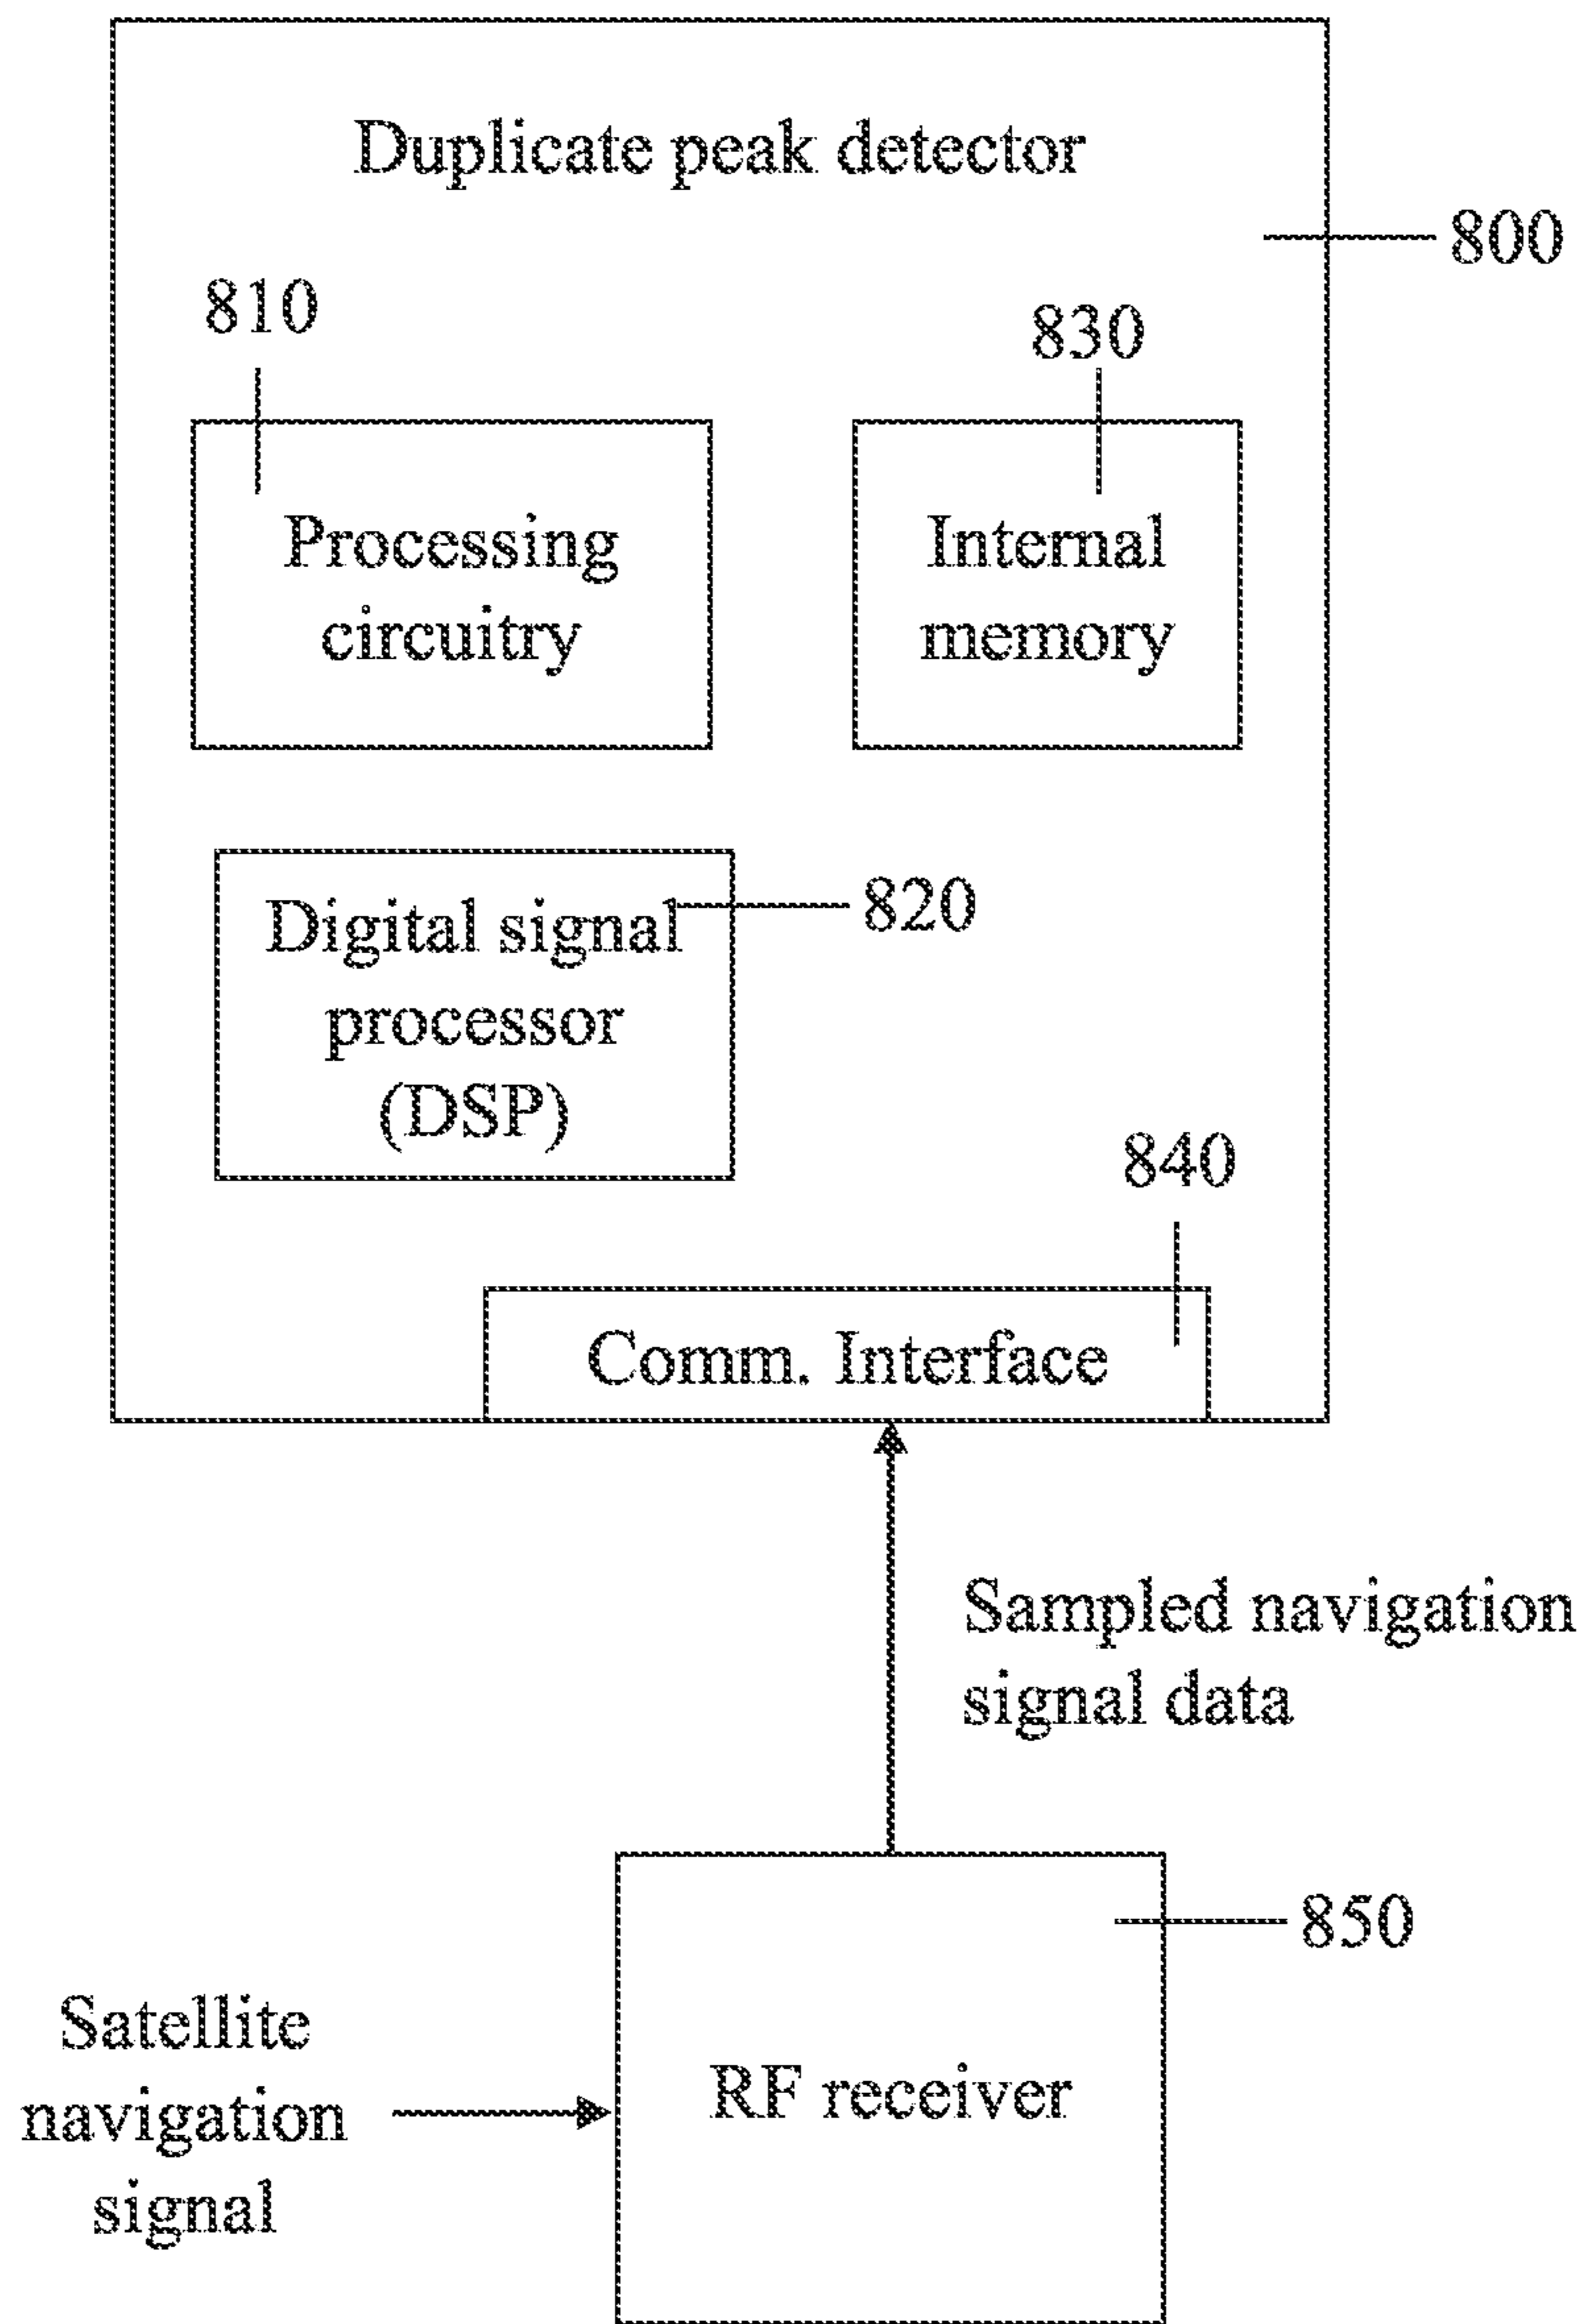 Duplicate peak detector
800
810
830
Processing
circuitry
Internal
memory
Digital signal
processor
(DSP)
820
840
Comm. Interface
Sampled navigation
signal data
850
Satellite
navigation
signal
RF receiver